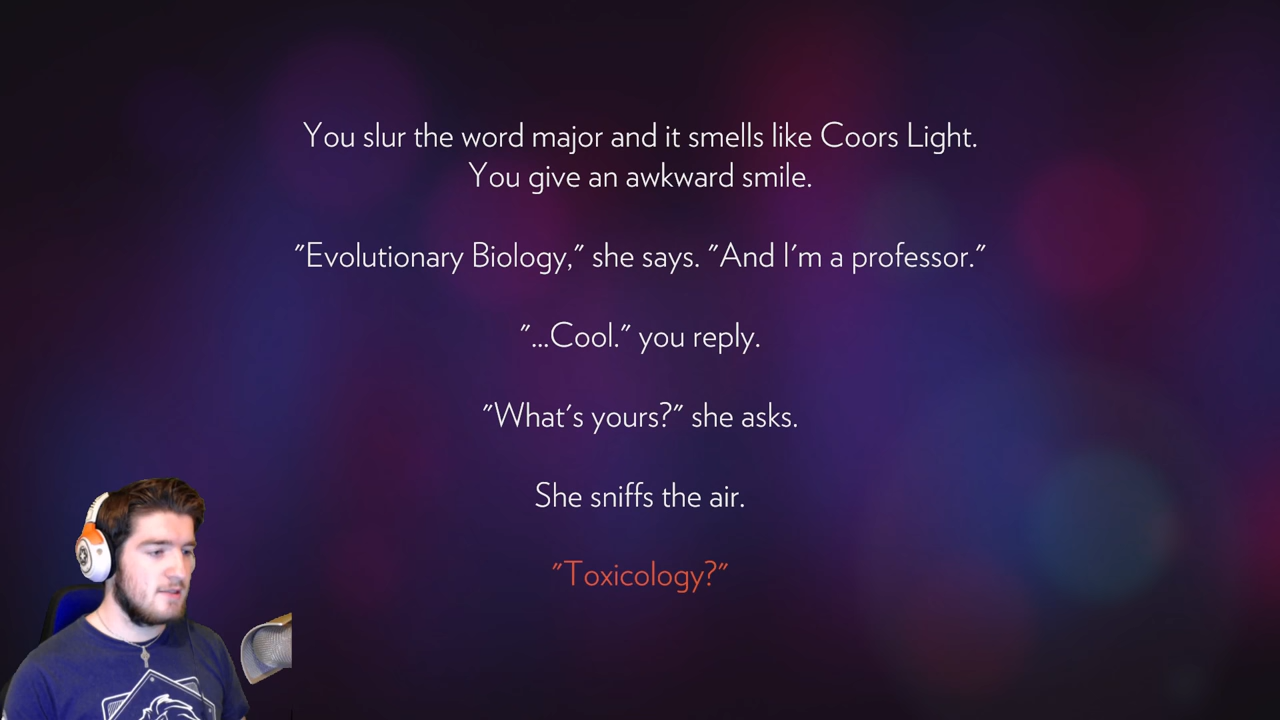 You slur the word major and it smells like Coors Light.
You give an awkward smile.
"Evolutionary Biology," she says. "And I'm a professor."
"...Cool." you reply.
"What's yours?" she asks.
She sniffs the air.
"Toxicology?"